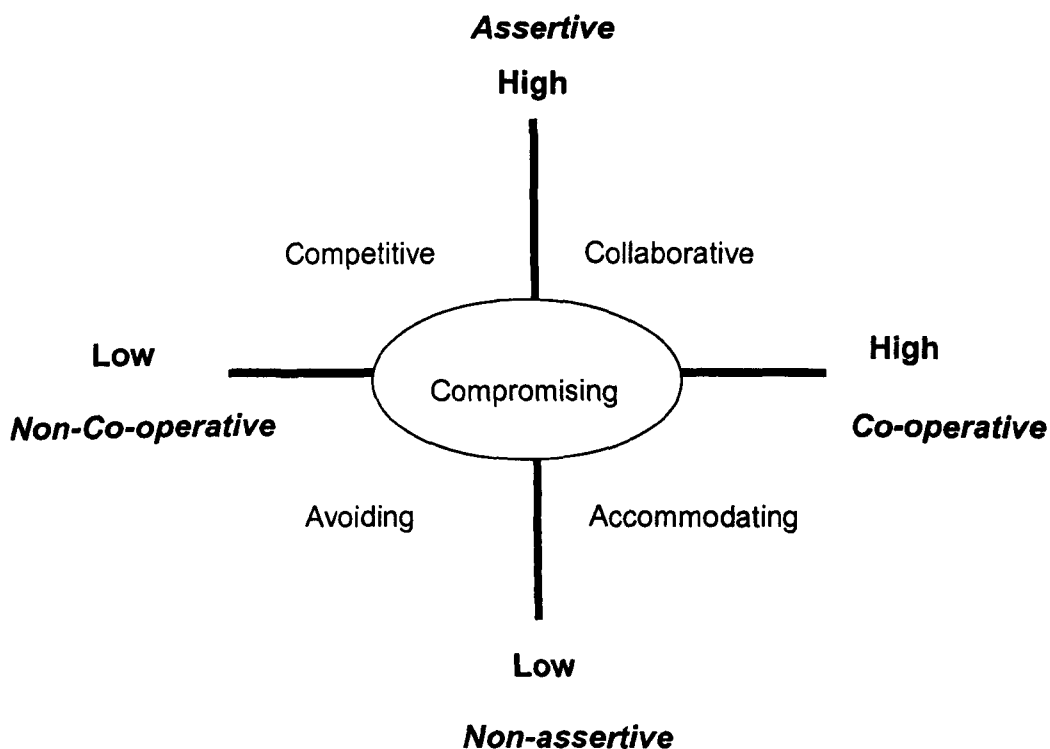 Assertive
High
Competitive Collaborative
Low High
Compromising
Non-Co-operative Co-operative
Avoiding Accommodating
Low
Non-assertive